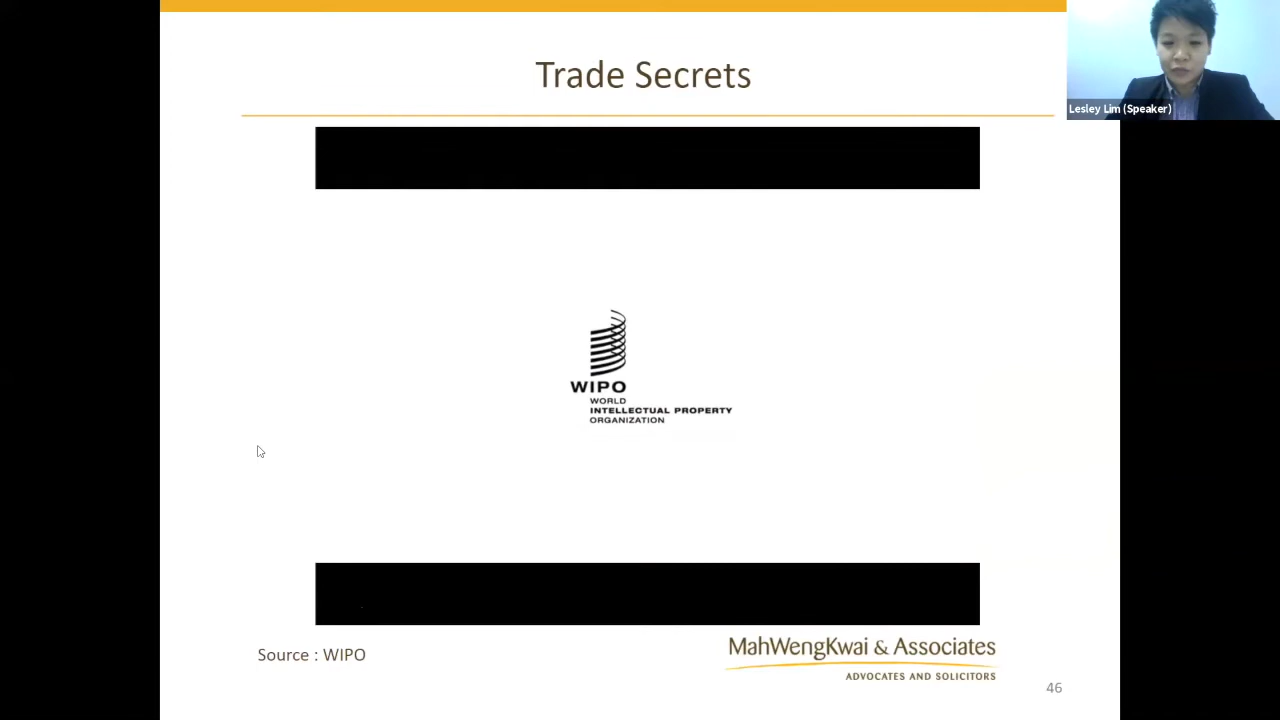 Trade Secrets
Lesley Lim (Speaker)
WIPO
WORLD
INTELLECTUAL PROPERTY
ORGANIZATION
Source : WIPO
MahWengKwai & Associates
ADVOCATES AND SOLICITORS
46